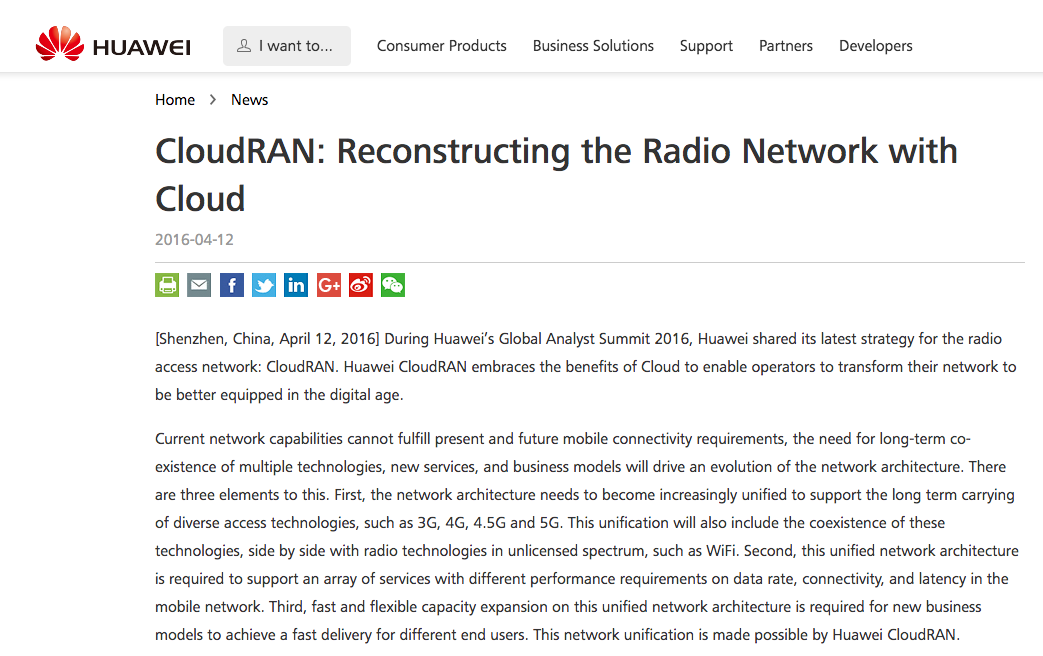 HUAWEI
I want to...
Consumer Products
Business Solutions
Support
Partners
Developers
Home > News
CloudRAN: Reconstructing the Radio Network with
Cloud
2016-04-12
f
in
G+
[Shenzhen, China, April 12, 2016] During Huawei’s Global Analyst Summit 2016, Huawei shared its latest strategy for the radio
access network: CloudRAN. Huawei CloudRAN embraces the benefits of Cloud to enable operators to transform their network to
be better equipped in the digital age.
Current network capabilities cannot fulfill present and future mobile connectivity requirements, the need for long-term co-
existence of multiple technologies, new services, and business models will drive an evolution of the network architecture. There
are three elements to this. First, the network architecture needs to become increasingly unified to support the long term carrying
of diverse access technologies, such as 3G, 4G, 4.5G and 5G. This unification will also include the coexistence of these
technologies, side by side with radio technologies in unlicensed spectrum, such as WiFi. Second, this unified network architecture
is required to support an array of services with different performance requirements on data rate, connectivity, and latency in the
mobile network. Third, fast and flexible capacity expansion on this unified network architecture is required for new business
models to achieve a fast delivery for different end users. This network unification is made possible by Huawei CloudRAN.